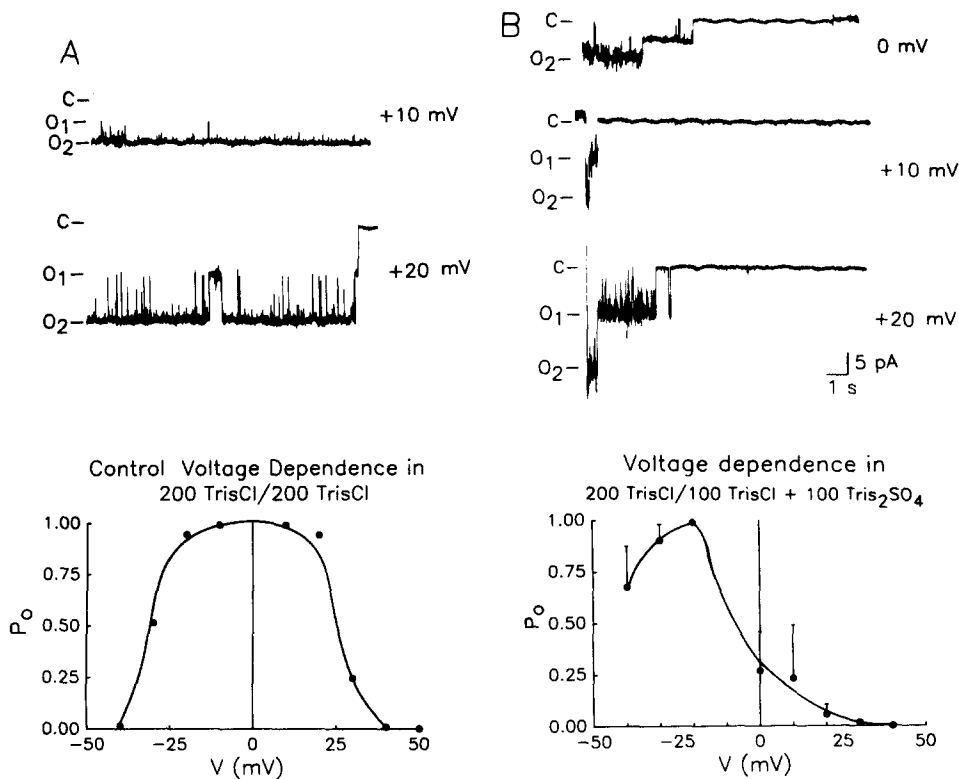 A
C-
O1-
O2-
+10 mV
C-
O1-
O2-
+20 mV
B
C-
O2-
0 mV
C-
O1-
O2-
+10 mV
C-
O1-
O2-
+20 mV
5 pA
1 s
Control Voltage Dependence in
200 TrisCl/200 TrisCl
1.00
0.75
0.50
0.25
0.00
Po
-50
-25
0
25
50
V (mV)
Voltage dependence in
200 TrisCl/100 TrisCl + 100 Tris2SO4
1.00
0.75
0.50
0.25
0.00
Po
-50
-25
0
25
50
V (mV)